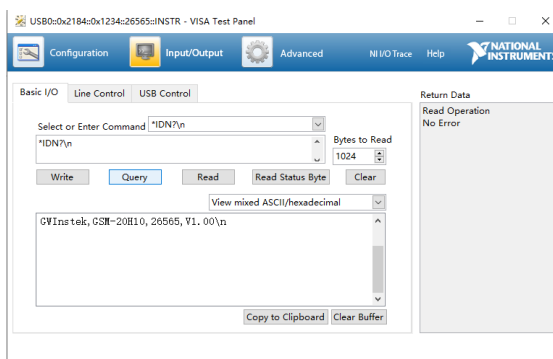 USB0::0x2184::0x1234::26565::INSTR - VISA Test Panel
Configuration Input/Output Advanced NI I/O Trace Help NATIONAL INSTRUMENTS
Basic I/O Line Control USB Control
Return Data
Read Operation
No Error
Select or Enter Command *IDN?\n
*IDN?\n
Bytes to Read
1024
Write Query Read Read Status Byte Clear
View mixed ASCII/hexadecimal
GWInstek,GSM-20H10,26565,V1.00\n
Copy to Clipboard Clear Buffer